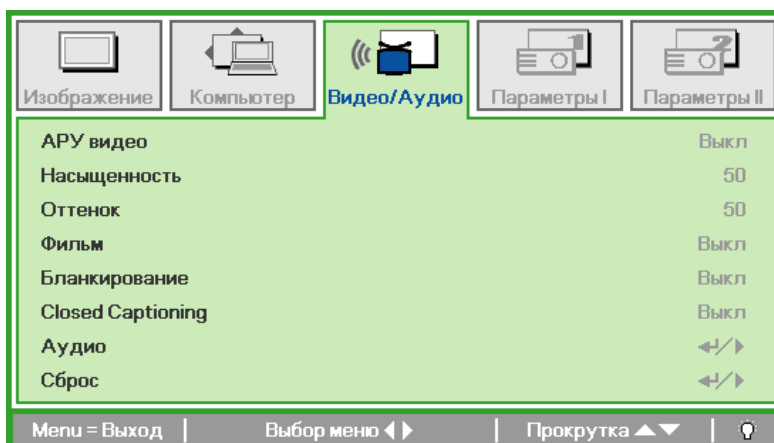 Изображение Компьютер Видео/Аудио Параметры I Параметры II
АРУ видео Выкл
Насыщенность 50
Оттенок 50
Фильм Выкл
Бланкирование Выкл
Closed Captioning Выкл
Аудио
Сброс
Menu = Выход Выбор меню Прокрутка